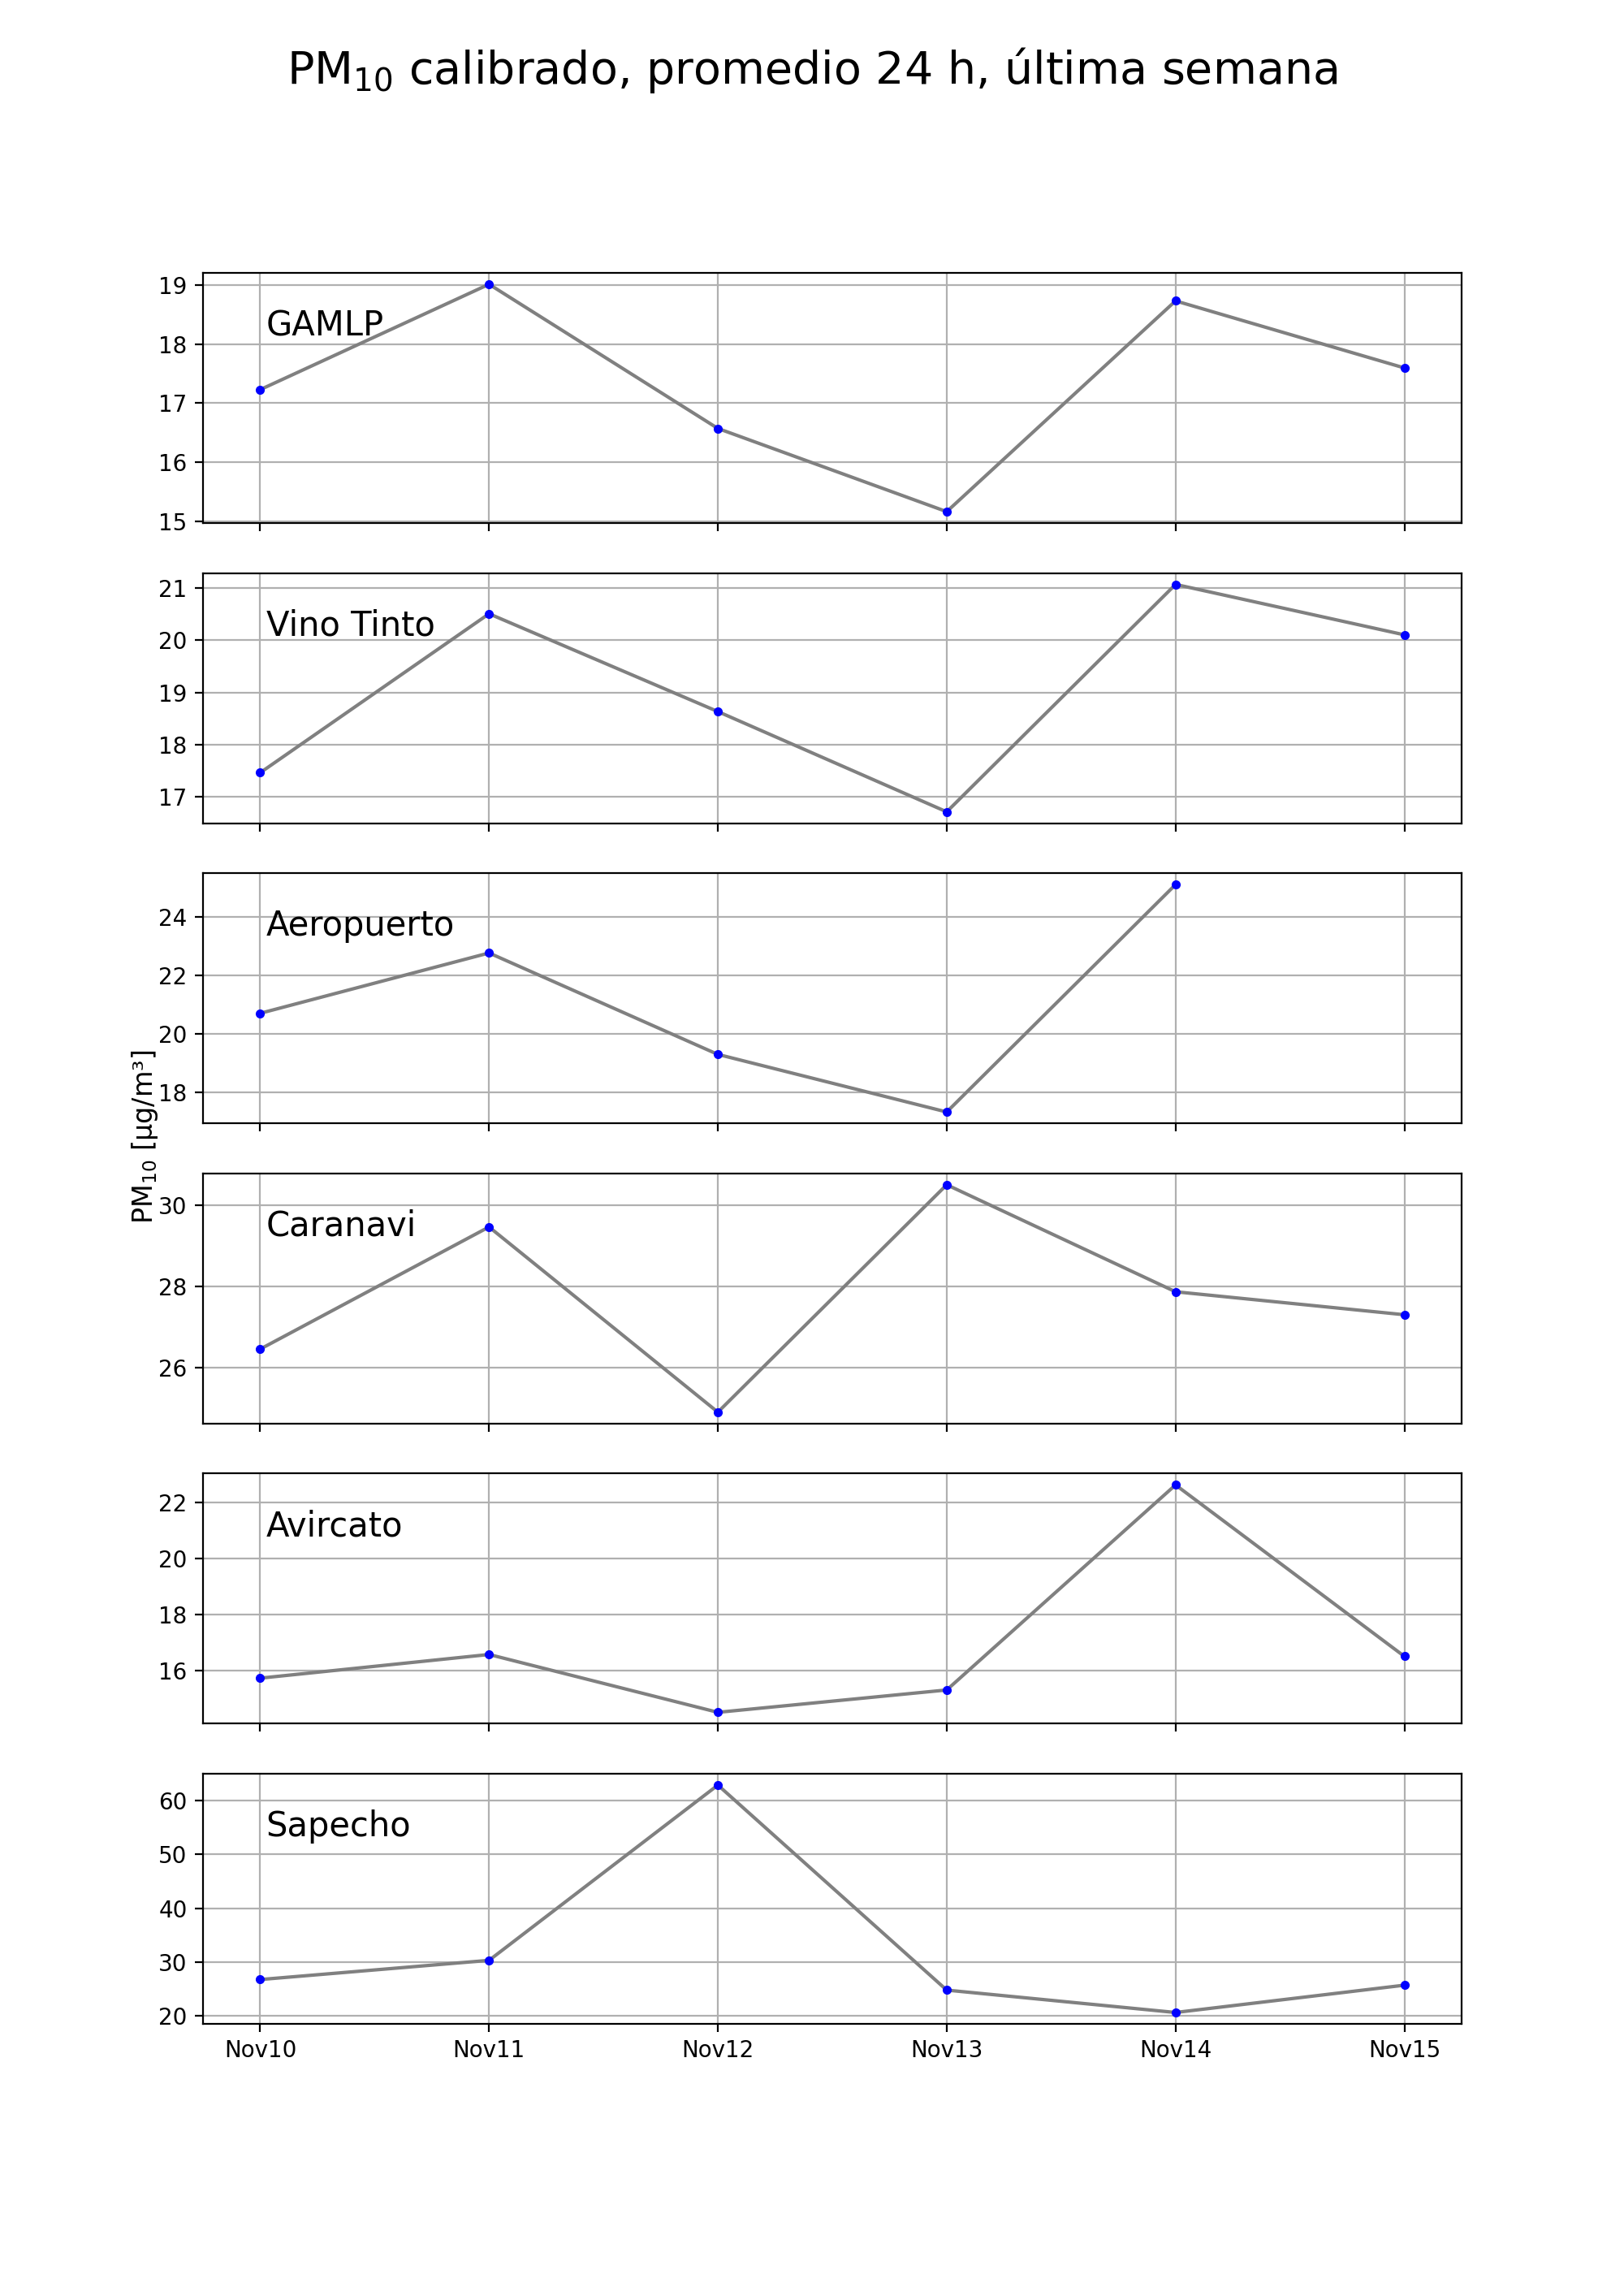 PM₁₀ calibrado, promedio 24 h, última semana
PM₁₀ [µg/m³]
GAMLP
19
18
17
16
15
Vino Tinto
21
20
19
18
17
Aeropuerto
24
22
20
18
Caranavi
30
28
26
Avircato
22
20
18
16
Sapecho
60
50
40
30
20
Nov10 Nov11 Nov12 Nov13 Nov14 Nov15